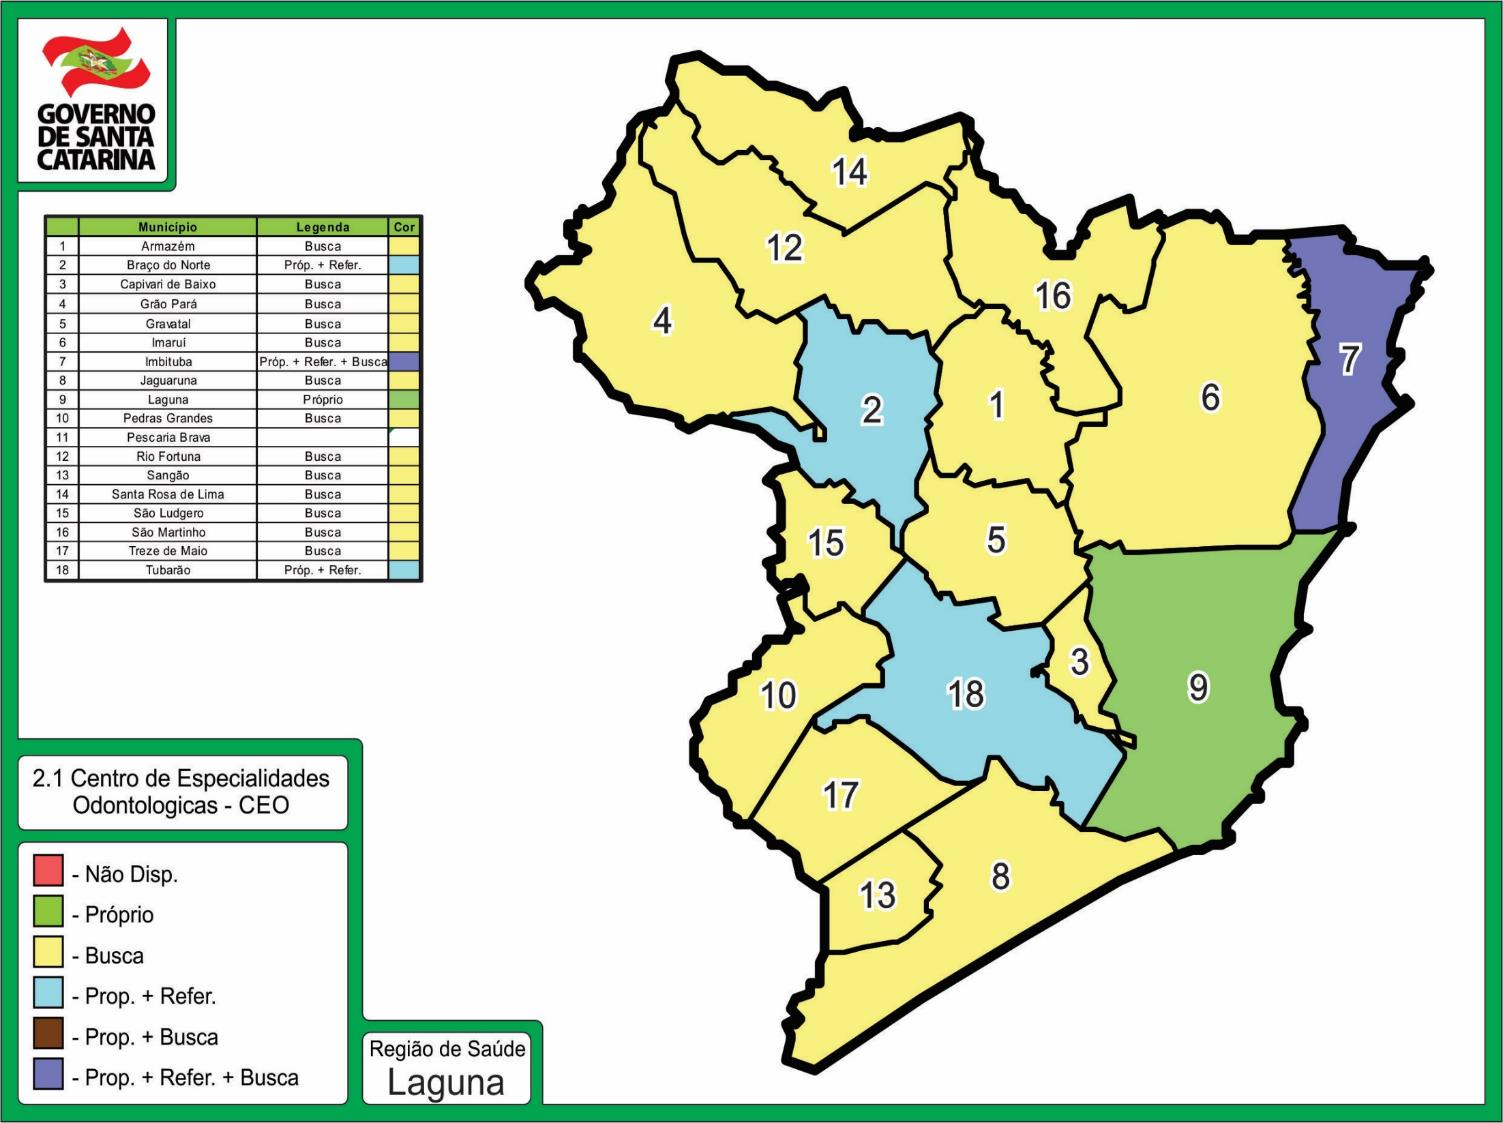 GOVERNO
DE SANTA
CATARINA
Município Legenda Cor
1 Armazém Busca
2 Braço do Norte Próp. + Refer.
3 Capivari de Baixo Busca
4 Grão Pará Busca
5 Gravatal Busca
6 Imaruí Busca
7 Imbituba Próp. + Refer. + Busca
8 Jaguaruna Busca
9 Laguna Próprio
10 Pedras Grandes Busca
11 Pescaria Brava
12 Rio Fortuna Busca
13 Sangão Busca
14 Santa Rosa de Lima Busca
15 São Ludgero Busca
16 São Martinho Busca
17 Treze de Maio Busca
18 Tubarão Próp. + Refer.
14
12
16
4
7
6
1
2
5
15
3
9
18
10
17
8
13
2.1 Centro de Especialidades
Odontologicas - CEO
- Não Disp.
- Próprio
- Busca
- Prop. + Refer.
- Prop. + Busca
- Prop. + Refer. + Busca
Região de Saúde
Laguna